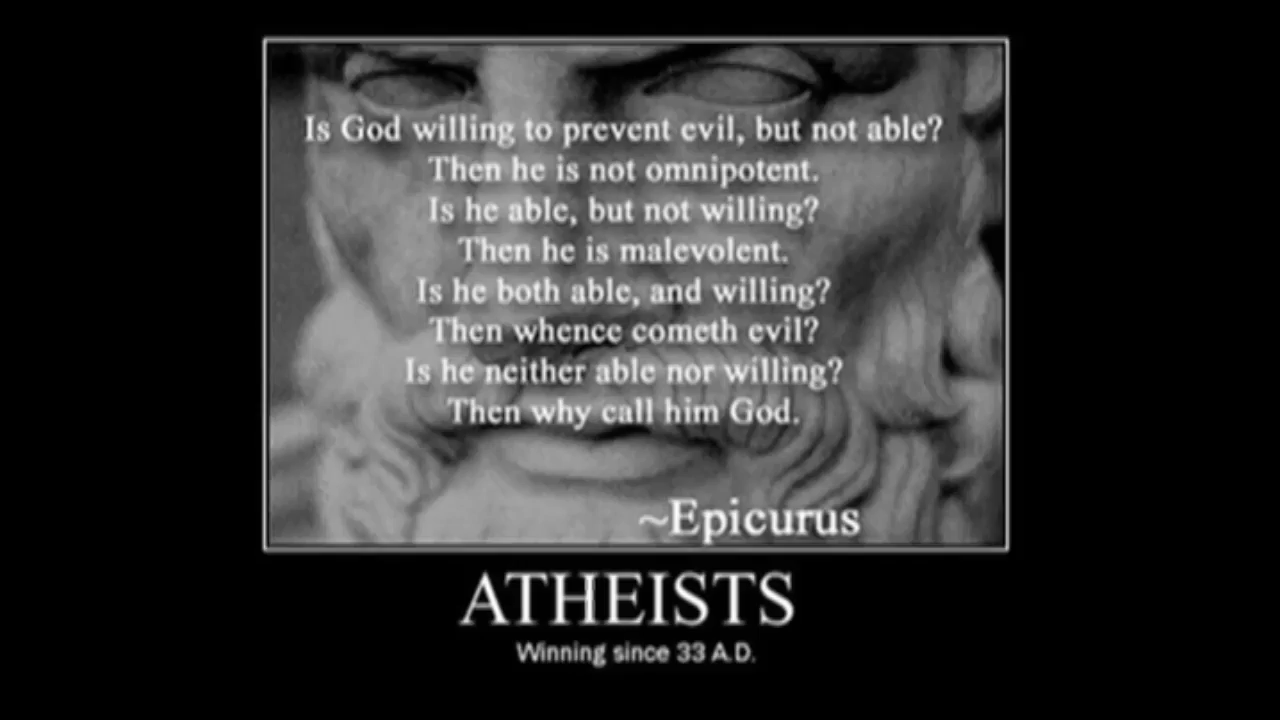 Is God willing to prevent evil, but not able?
Then he is not omnipotent.
Is he able, but not willing?
Then he is malevolent.
Is he both able, and willing?
Then whence cometh evil?
Is he neither able nor willing?
Then why call him God.
~Epicurus
ATHEISTS
Winning since 33 A.D.